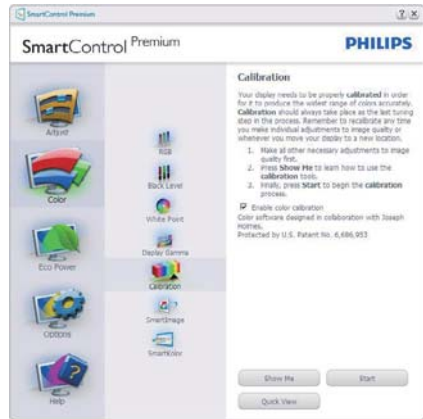 SmartControl Premium
SmartControl Premium
PHILIPS
Adjust
Color
Eco Power
Options
Help
RGB
Black Level
White Point
Display Gamma
Calibration
SmartImage
SmartKolor
Calibration
Your display needs to be properly calibrated in order
for it to produce the widest range of colors accurately.
Calibration should always take place as the last tuning
step in the process. Remember to recalibrate any time
you make individual adjustments to image quality or
whenever you move your display to a new location.
1. Make all other necessary adjustments to image
quality first.
2. Press Show Me to learn how to use the
calibration tools.
3. Finally, press Start to begin the calibration
process.
Enable color calibration
Color software designed in collaboration with Joseph
Holmes.
Protected by U.S. Patent No. 6,686,953
Show Me
Start
Quick View